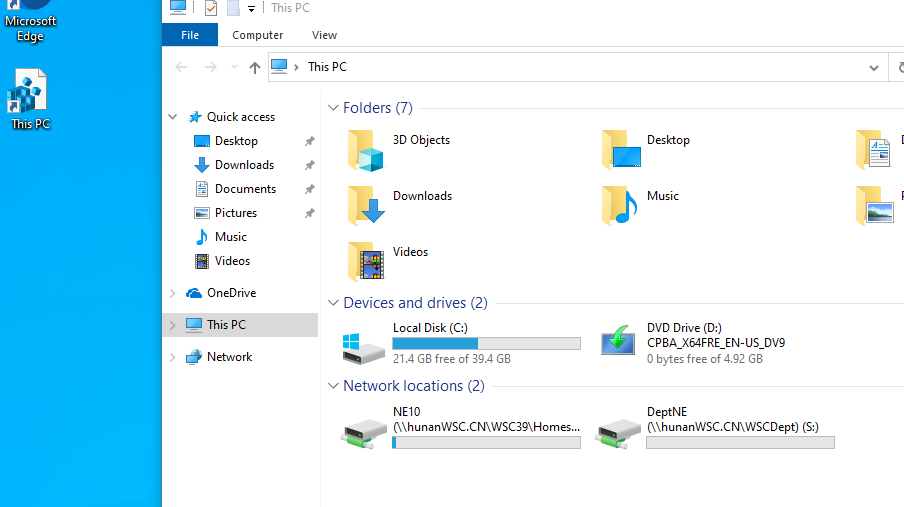 Microsoft
Edge
This PC
This PC
File
Computer
View
This PC
Quick access
Desktop
Downloads
Documents
Pictures
Music
Videos
OneDrive
This PC
Network
Folders (7)
3D Objects
Desktop
Downloads
Music
Videos
Devices and drives (2)
Local Disk (C:)
21.4 GB free of 39.4 GB
DVD Drive (D:)
CPBA_X64FRE_EN-US_DV9
0 bytes free of 4.92 GB
Network locations (2)
NE10
(\\hunanWSC.CN\WSC39\Homes...
DeptNE
(\\hunanWSC.CN\WSCDept) (S:)